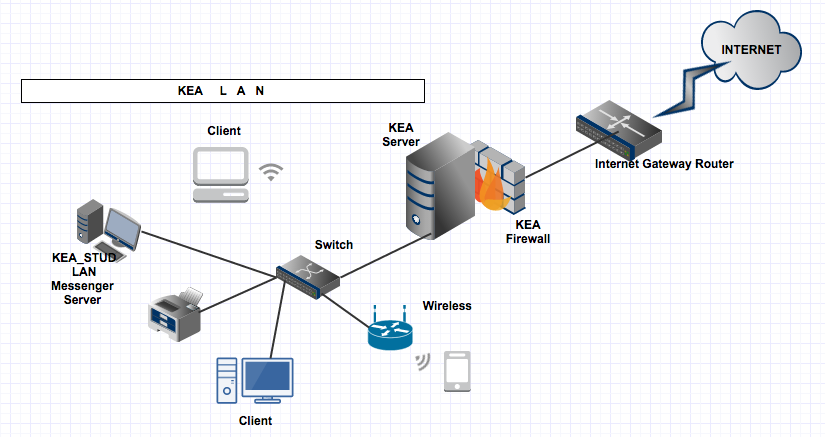 INTERNET
KEA L A N
Client
KEA
Server
Internet Gateway Router
KEA
Firewall
Switch
KEA_STUD
LAN
Messenger
Server
Wireless
Client